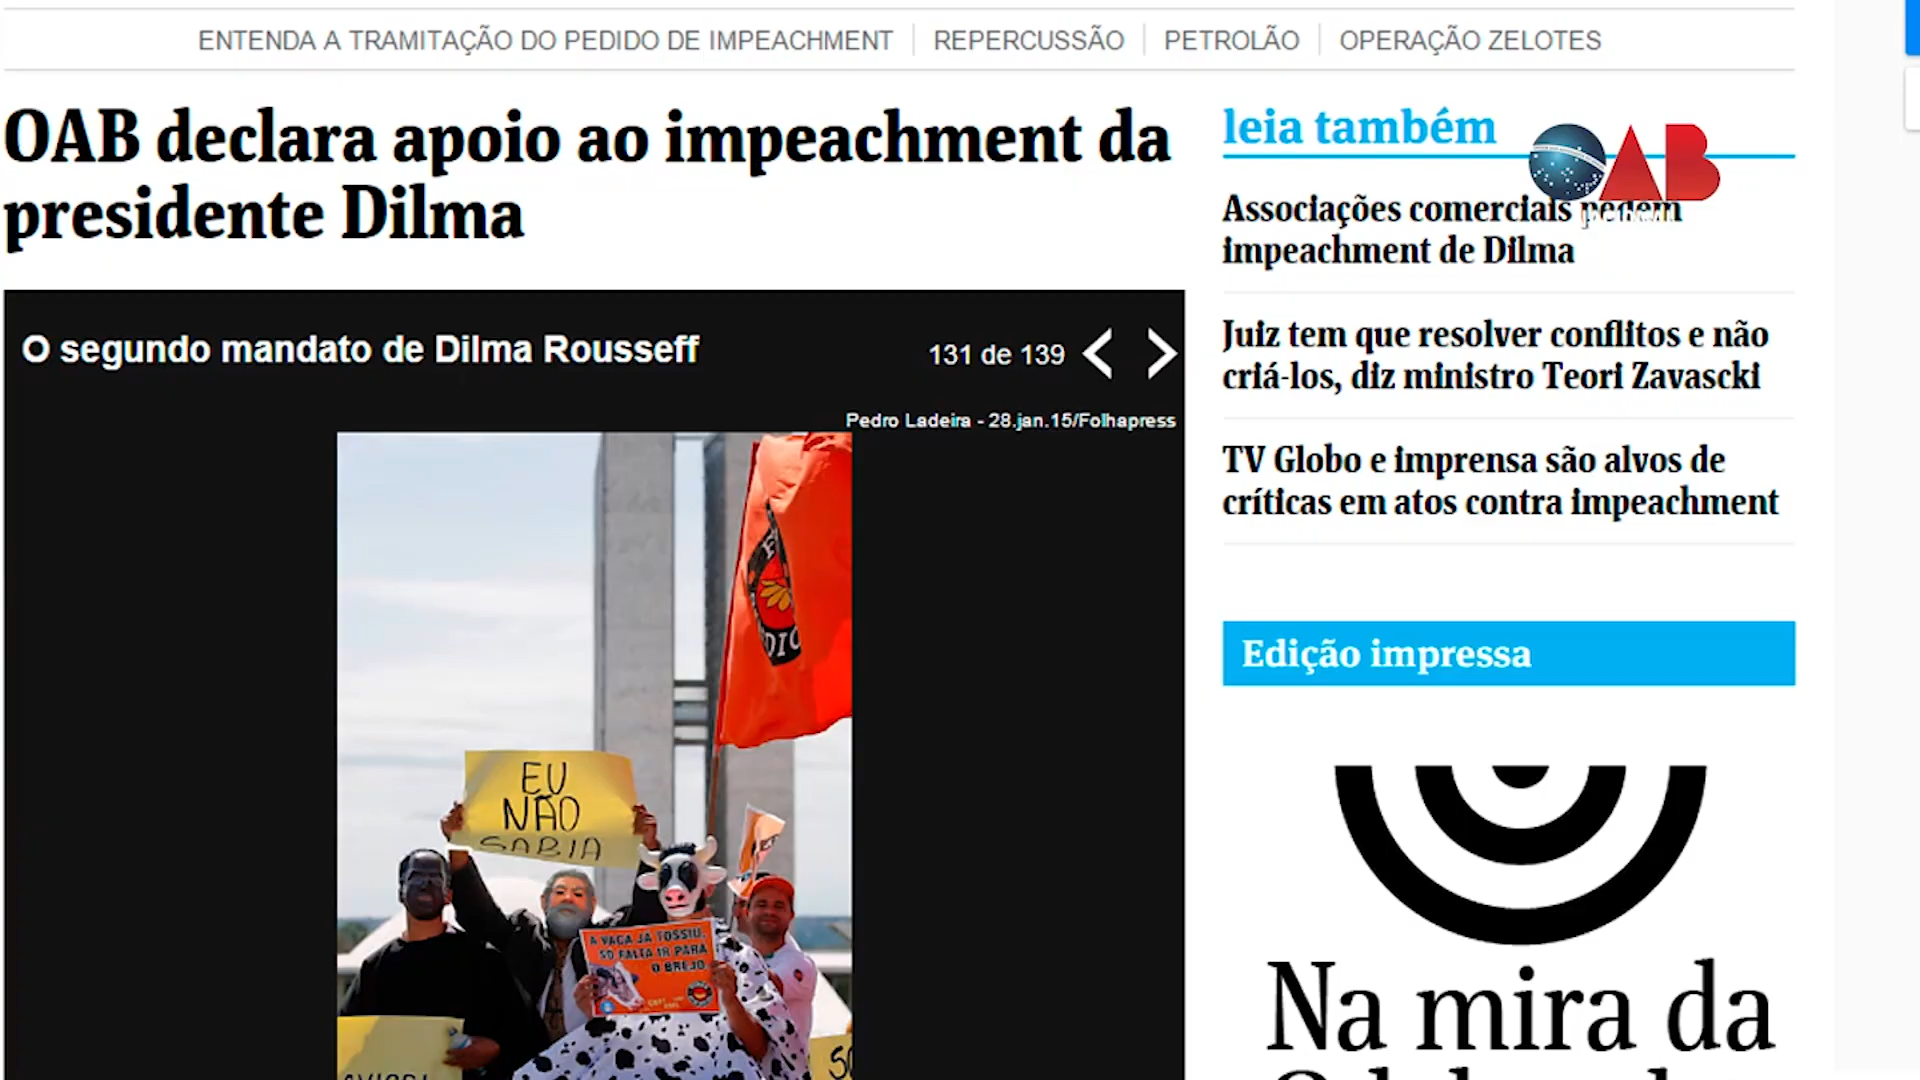 ENTENDA A TRAMITAÇÃO DO PEDIDO DE IMPEACHMENT
REPERCUSSÃO
PETROLÃO
OPERAÇÃO ZELOTES
OAB declara apoio ao impeachment da
presidente Dilma
O segundo mandato de Dilma Rousseff
131 de 139
Pedro Ladeira - 28.jan.15/Folhapress
EU
NÃO
SABIA
A VACA JA TOSSIU,
SÓ FALTA IR PARA
O BREJO
leia também
OAB
Associações comerciais pedem
impeachment de Dilma
Juiz tem que resolver conflitos e não
criá-los, diz ministro Teori Zavascki
TV Globo e imprensa são alvos de
críticas em atos contra impeachment
Edição impressa
Na mira da